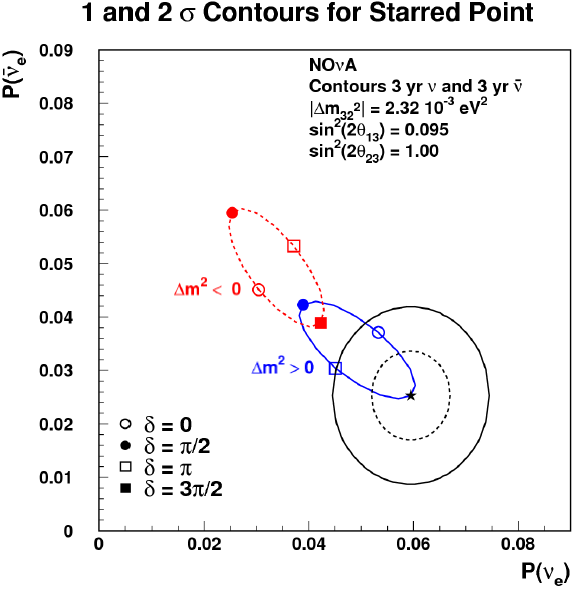 1 and 2 σ Contours for Starred Point
P(ν̄ₑ)
0.09
0.08
0.07
0.06
0.05
0.04
0.03
0.02
0.01
0
NOνA
Contours 3 yr ν and 3 yr ν̄
|Δm₃₂²| = 2.32 10⁻³ eV²
sin²(2θ₁₃) = 0.095
sin²(2θ₂₃) = 1.00
Δm² < 0
Δm² > 0
δ = 0
δ = π/2
δ = π
δ = 3π/2
0 0.02 0.04 0.06 0.08
P(νₑ)